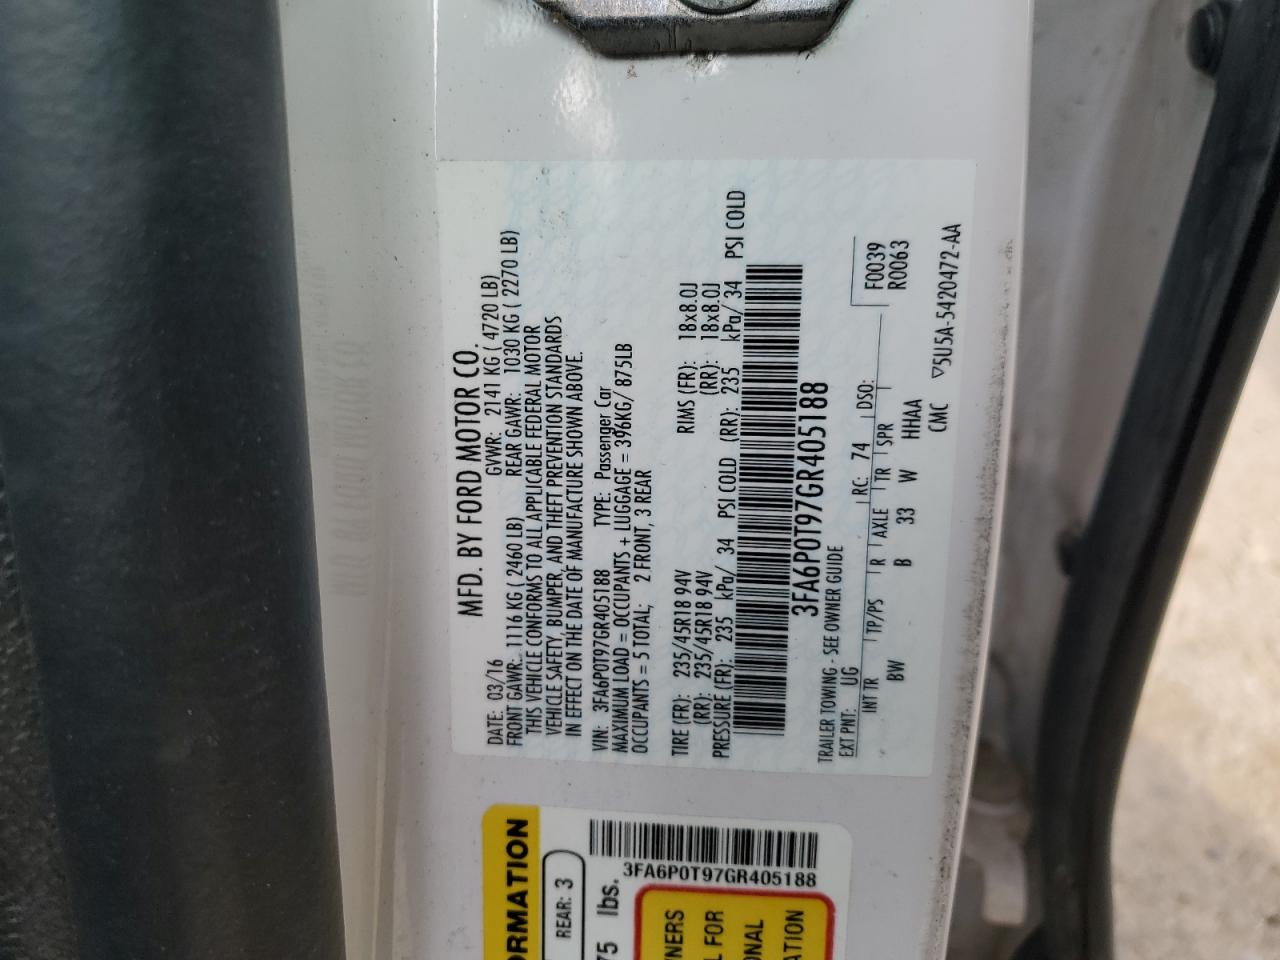 MFD. BY FORD MOTOR CO.
DATE: 03/16 GVWR: 2141 KG ( 4720 LB)
FRONT GAWR: 1116 KG ( 2460 LB) REAR GAWR: 1030 KG ( 2270 LB)
THIS VEHICLE CONFORMS TO ALL APPLICABLE FEDERAL MOTOR
VEHICLE SAFETY, BUMPER, AND THEFT PREVENTION STANDARDS
IN EFFECT ON THE DATE OF MANUFACTURE SHOWN ABOVE.
VIN: 3FA6P0T97GR405188 TYPE: Passenger Car
MAXIMUM LOAD = OCCUPANTS + LUGGAGE = 396KG/ 875LB
OCCUPANTS = 5 TOTAL; 2 FRONT, 3 REAR
TIRE (FR): 235/45R18 94V RIMS (FR): 18x8.0J
(RR): 235/45R18 94V (RR): 18x8.0J
PRESSURE (FR): 235 kPa/ 34 PSI COLD (RR): 235 kPa/ 34 PSI COLD
3FA6P0T97GR405188
TRAILER TOWING - SEE OWNER GUIDE
EXT PNT: UG RC: 74 DSO: F0039
INT TR TP/PS R AXLE TR SPR R0063
BW B 33 W HHAA
CMC ▽5U5A-5420472-AA
ORMATION
REAR: 3
75 lbs.
3FA6P0T97GR405188
NERS
L FOR
ONAL
ATION